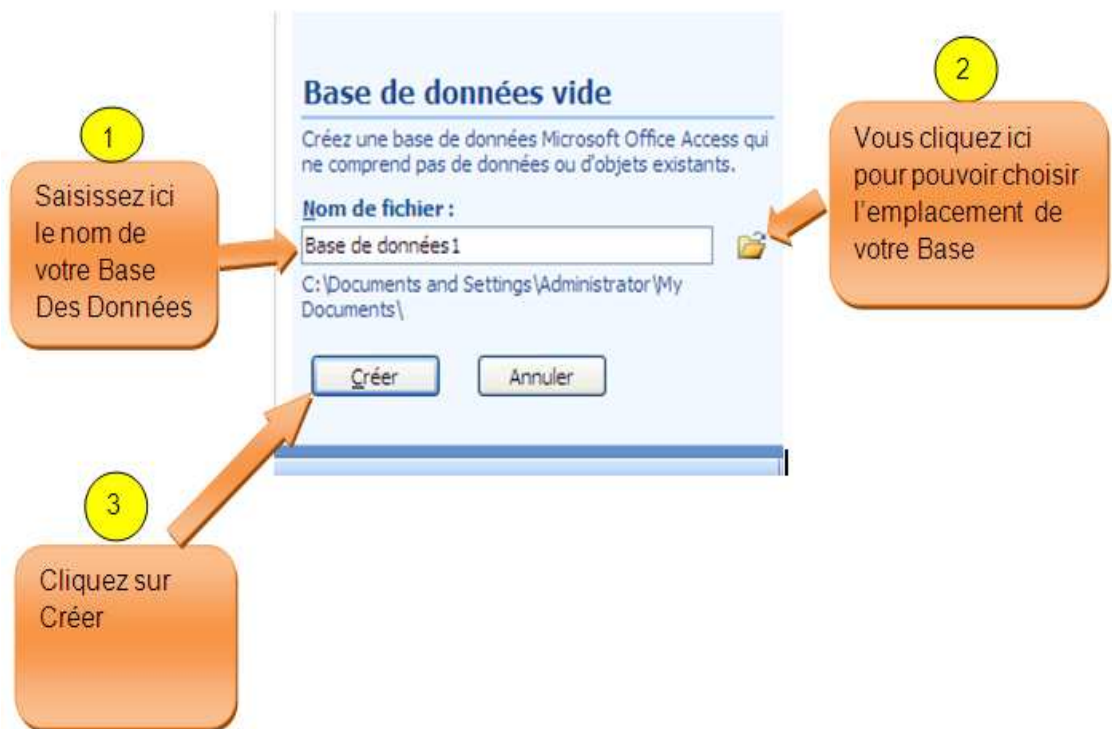 1
Saisissez ici
le nom de
votre Base
Des Données
Base de données vide
Créez une base de données Microsoft Office Access qui
ne comprend pas de données ou d'objets existants.
Nom de fichier :
Base de données1
C:\Documents and Settings\Administrator\My
Documents\
Créer
Annuler
2
Vous cliquez ici
pour pouvoir choisir
l'emplacement de
votre Base
3
Cliquez sur
Créer